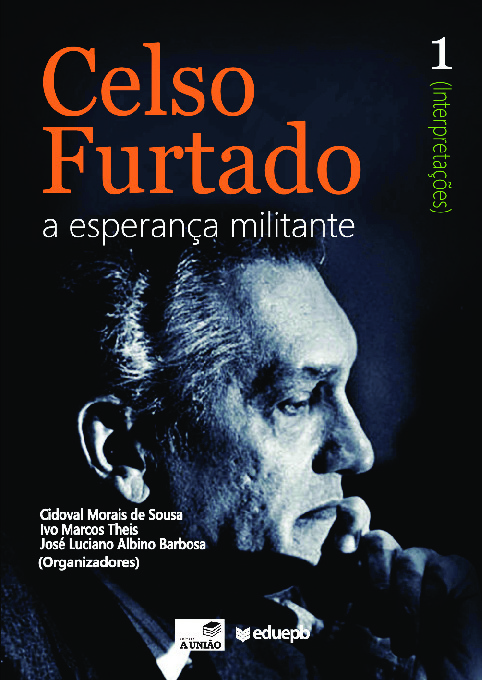 Celso
Furtado
a esperança militante
1
(Interpretações)
Cidoval Morais de Sousa
Ivo Marcos Theis
José Luciano Albino Barbosa
(Organizadores)
A UNIÃO
eduepb